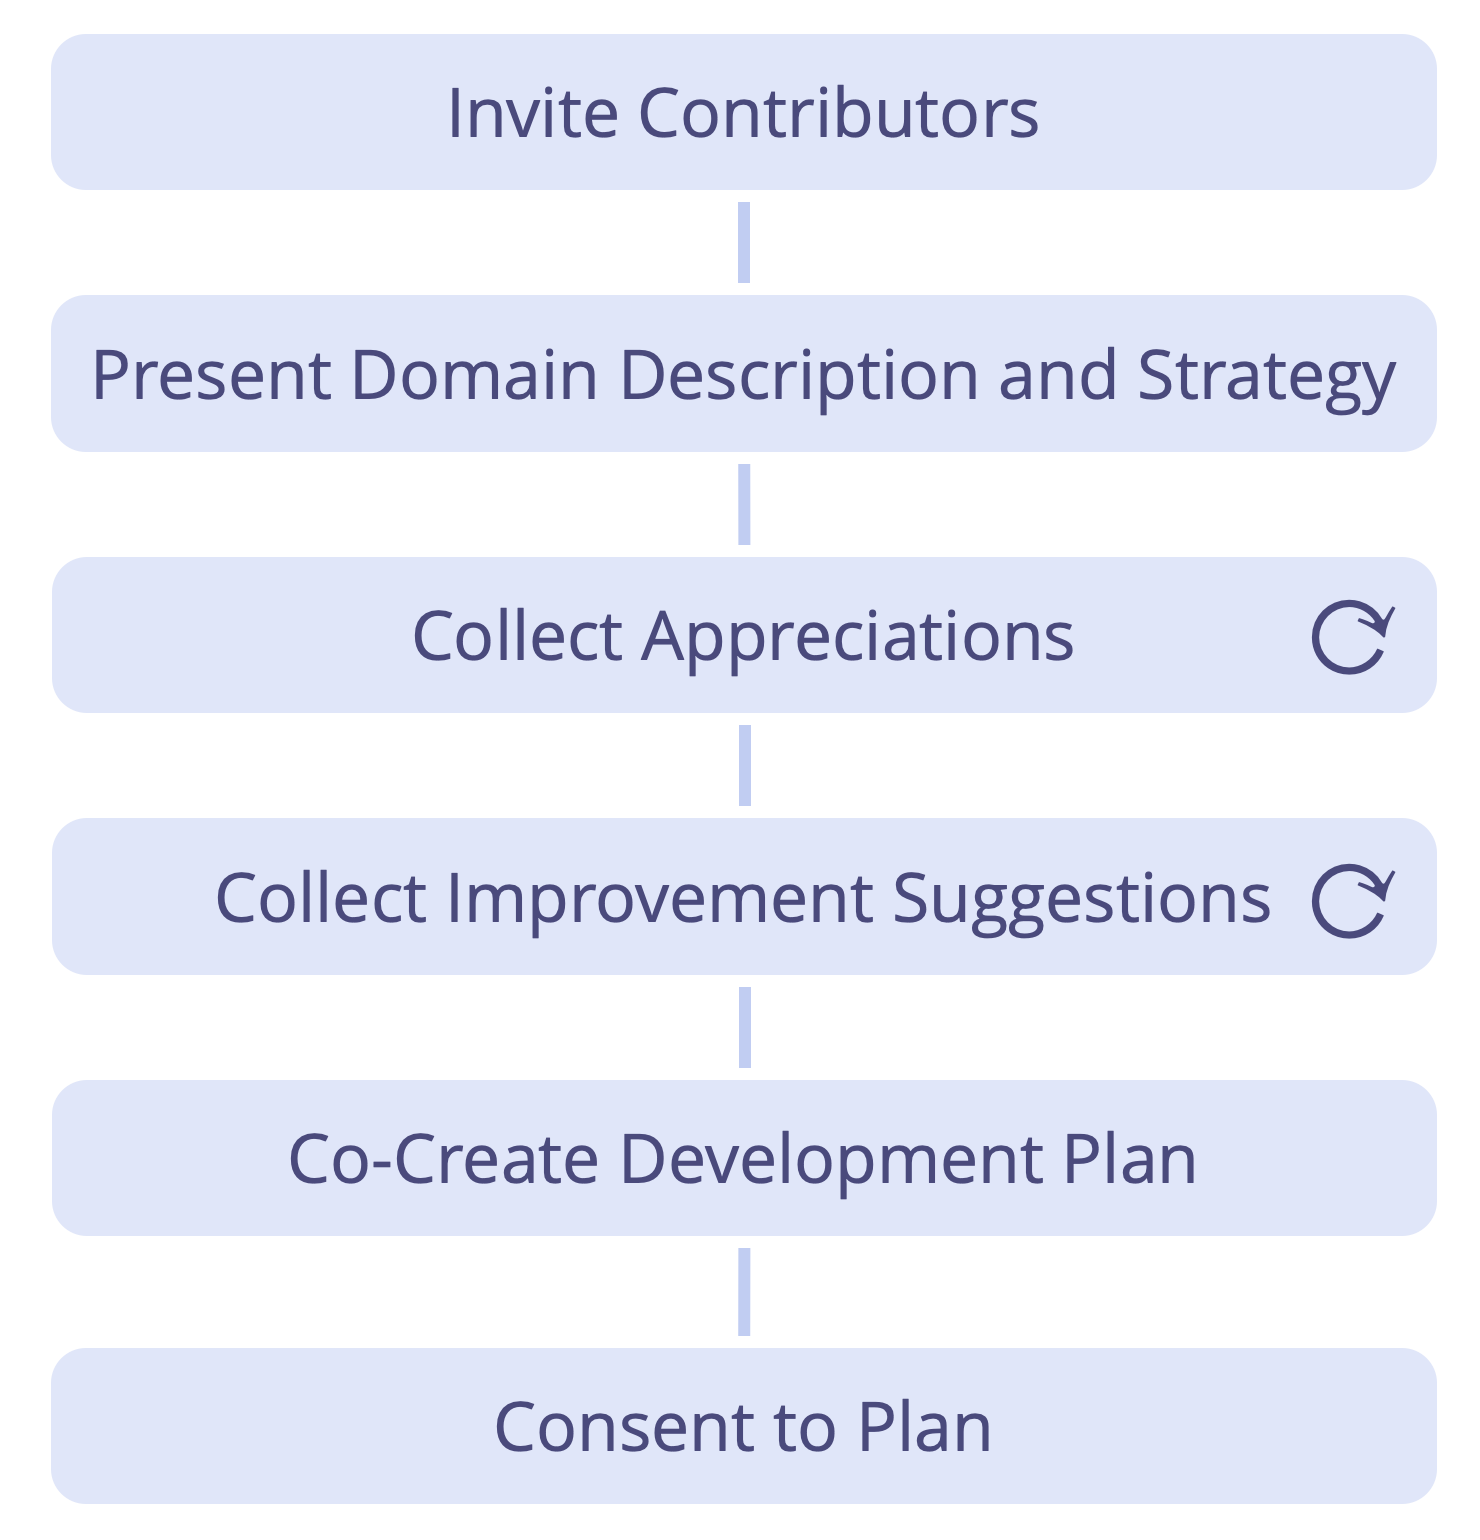 Invite Contributors
Present Domain Description and Strategy
Collect Appreciations
Collect Improvement Suggestions
Co-Create Development Plan
Consent to Plan